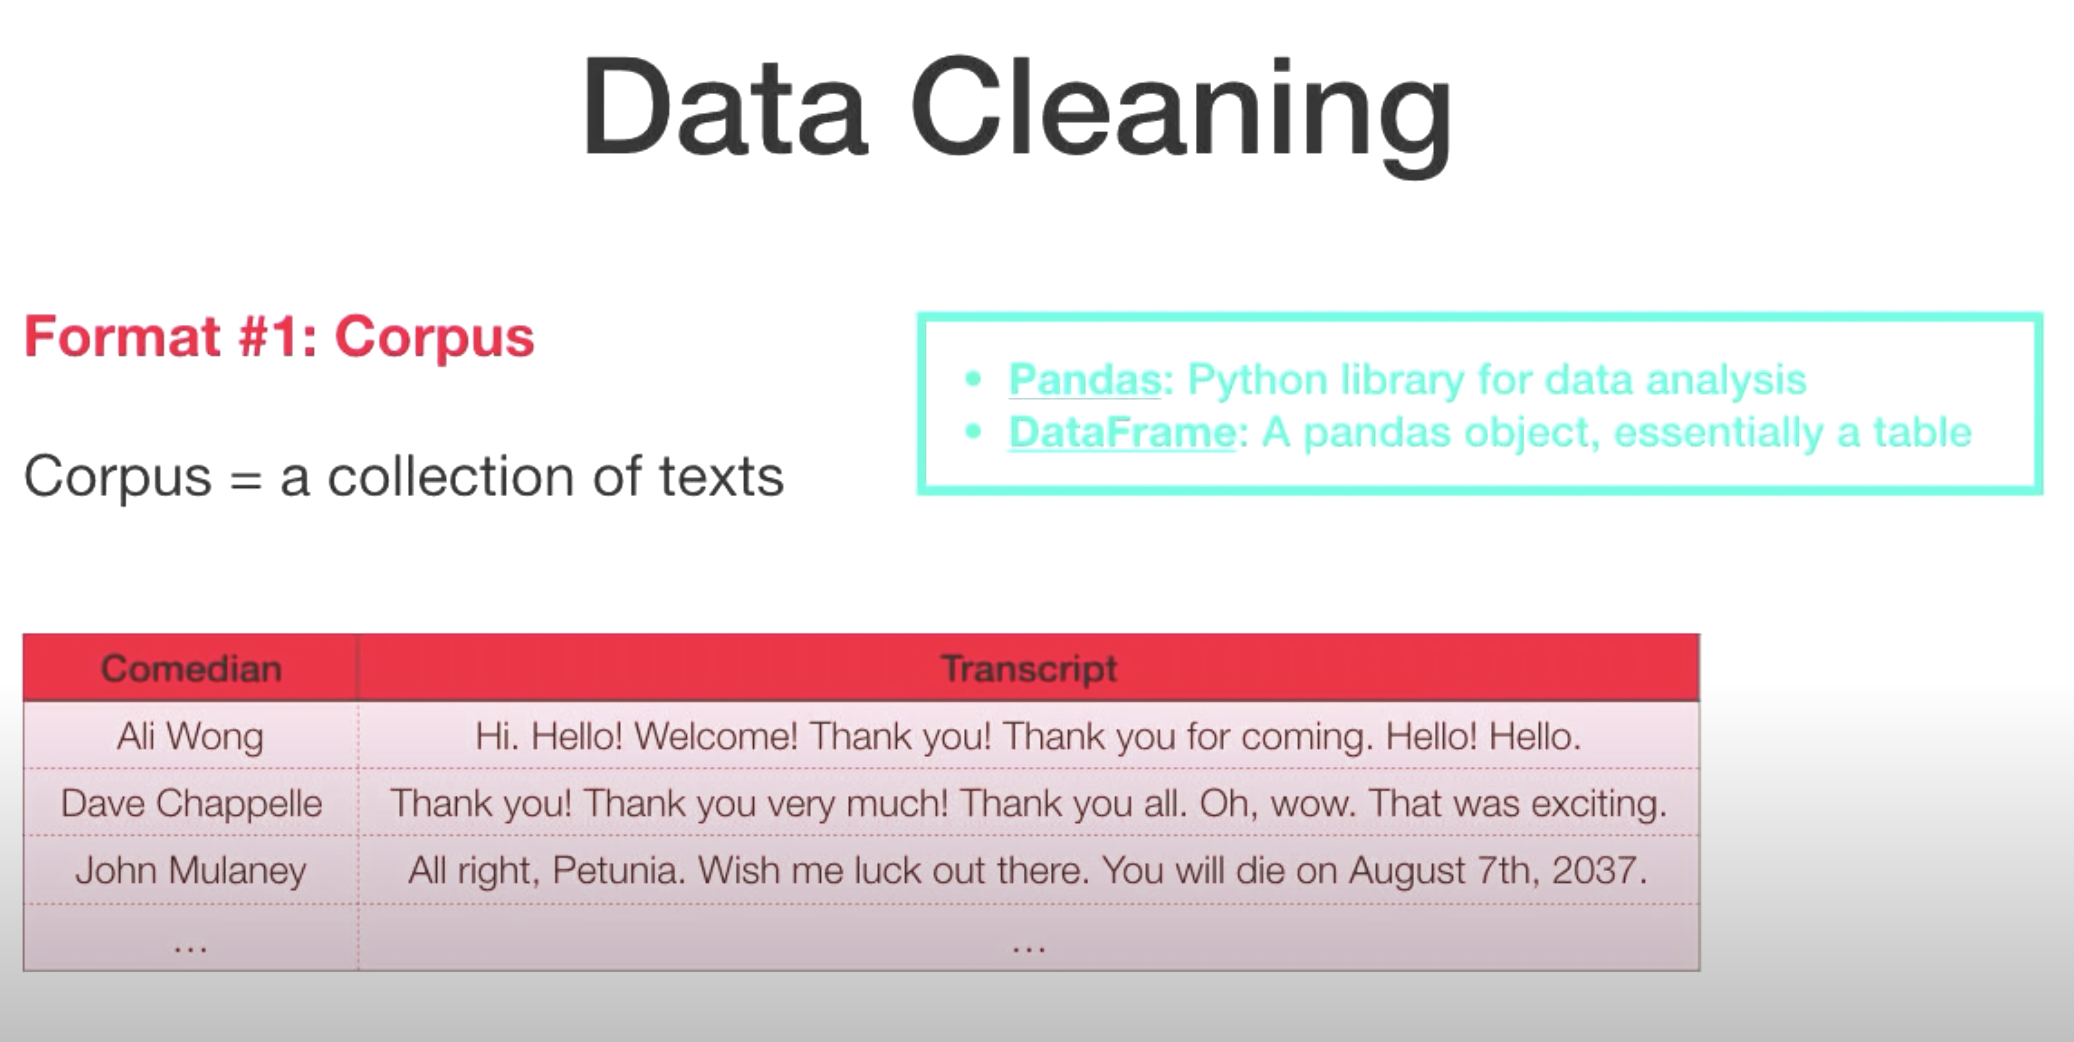 Data Cleaning
Format #1: Corpus
Corpus = a collection of texts
• Pandas: Python library for data analysis
• DataFrame: A pandas object, essentially a table
Comedian Transcript
Ali Wong Hi. Hello! Welcome! Thank you! Thank you for coming. Hello! Hello.
Dave Chappelle Thank you! Thank you very much! Thank you all. Oh, wow. That was exciting.
John Mulaney All right, Petunia. Wish me luck out there. You will die on August 7th, 2037.
... ...